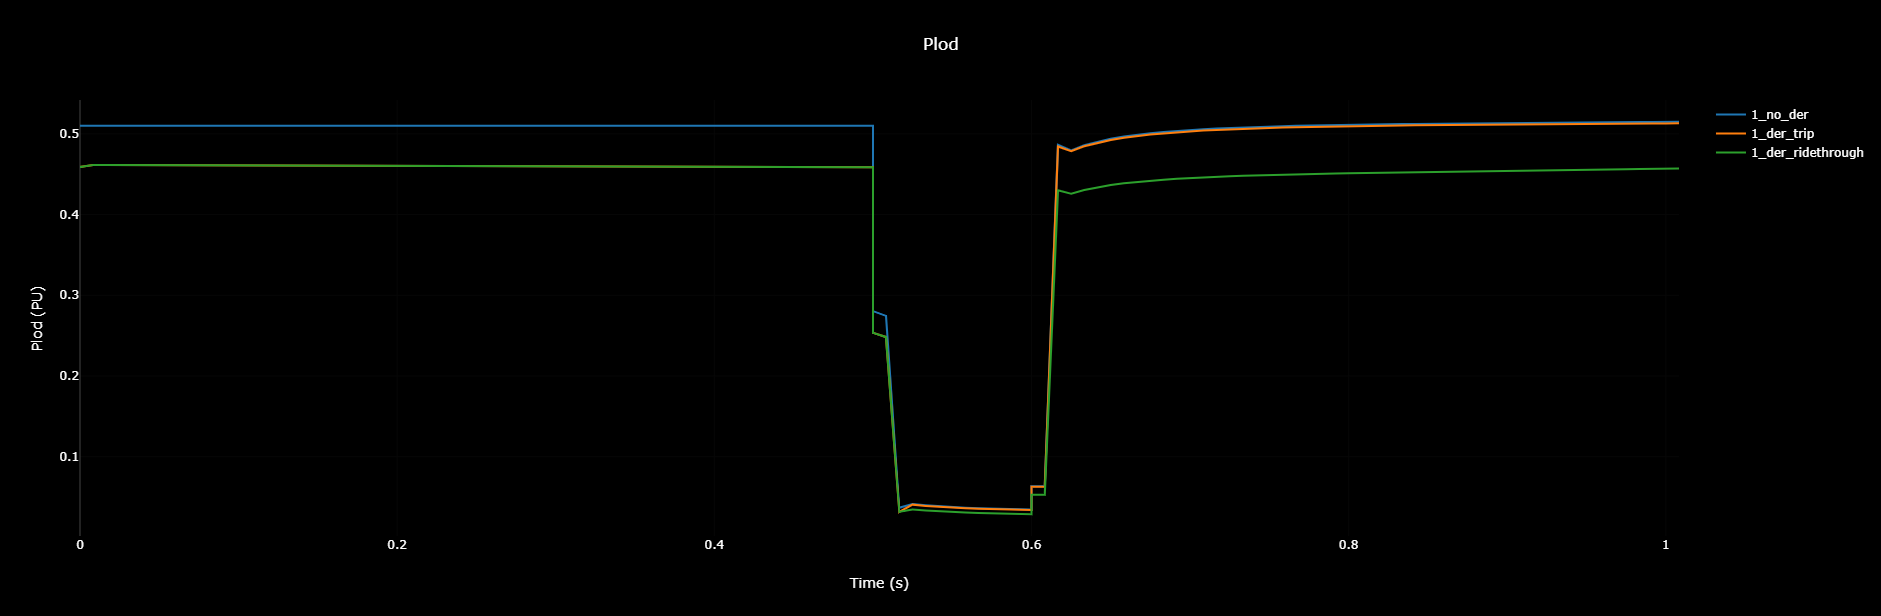 Plod
1_no_der
1_der_trip
1_der_ridethrough
Plod (PU)
0.5
0.4
0.3
0.2
0.1
0
0.2
0.4
0.6
0.8
1
Time (s)